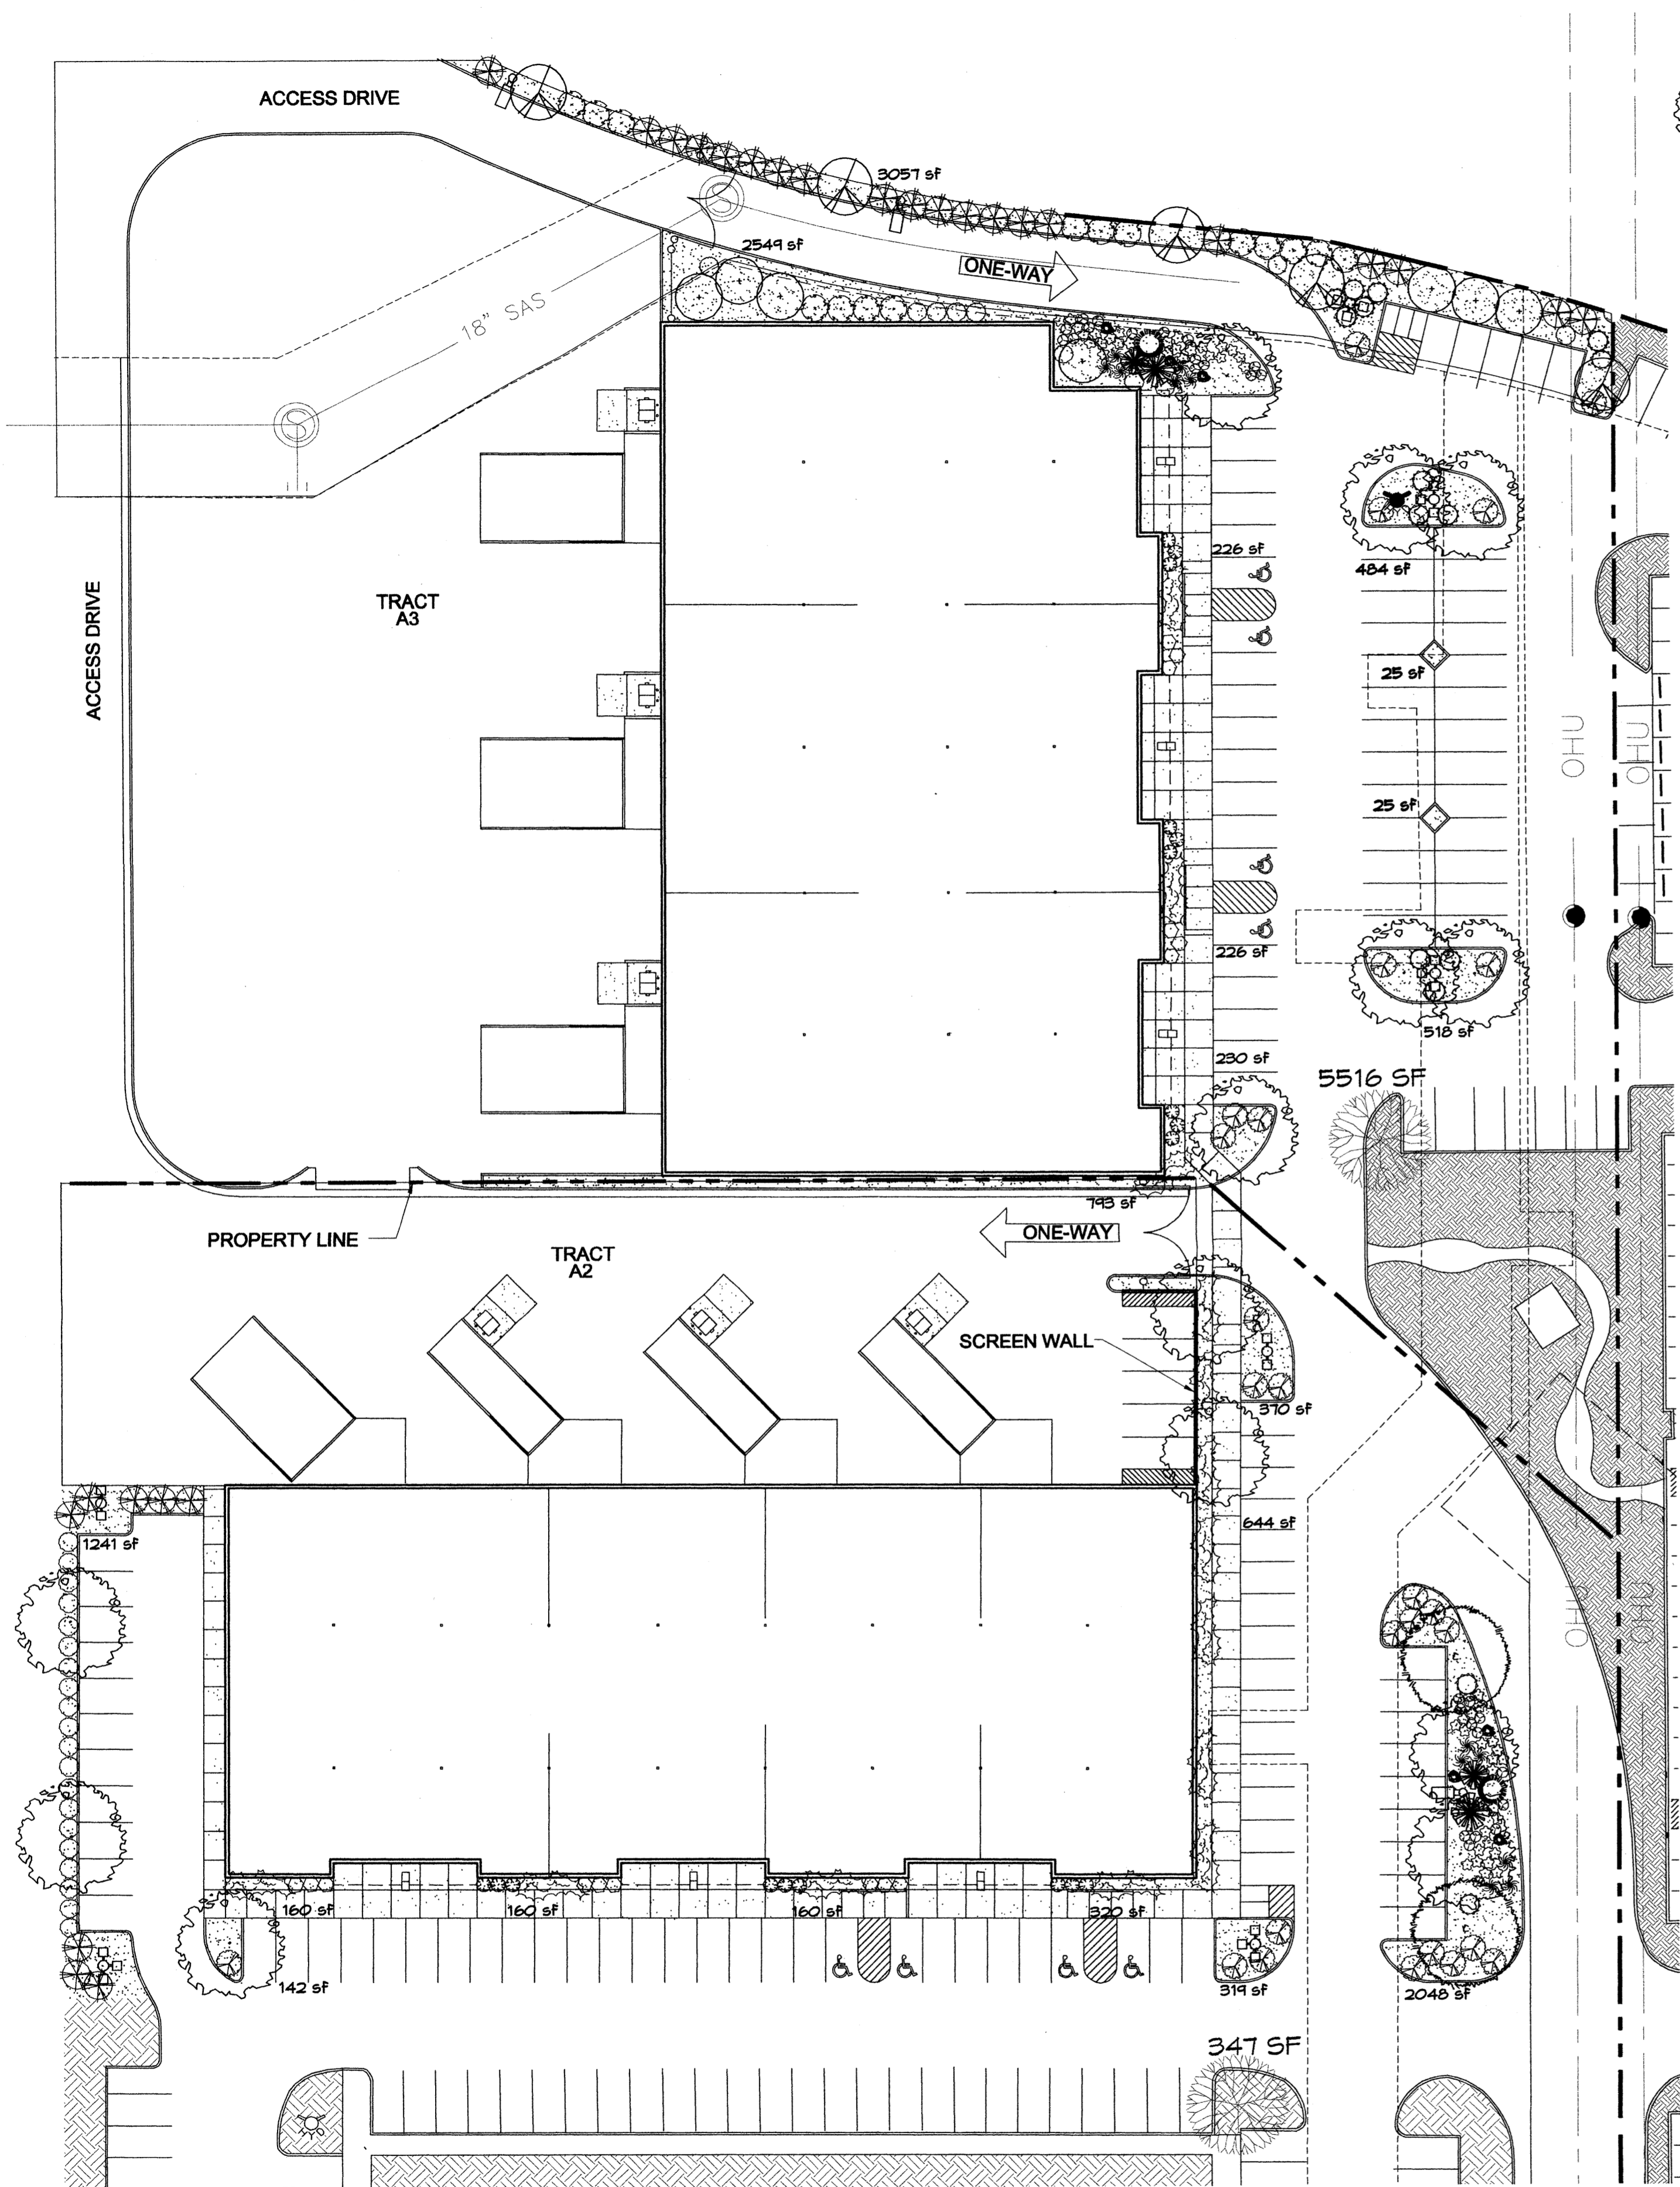 ACCESS DRIVE
3057 sf
2549 sf
ONE-WAY
18" SAS
226 sf
484 sf
ACCESS DRIVE
TRACT
A3
25 sf
OHU
OHU
25 sf
226 sf
518 sf
230 sf
5516 SF
793 sf
PROPERTY LINE
ONE-WAY
TRACT
A2
SCREEN WALL
370 sf
644 sf
1241 sf
OHU
OHU
160 sf
160 sf
160 sf
320 sf
142 sf
319 sf
2048 sf
347 SF